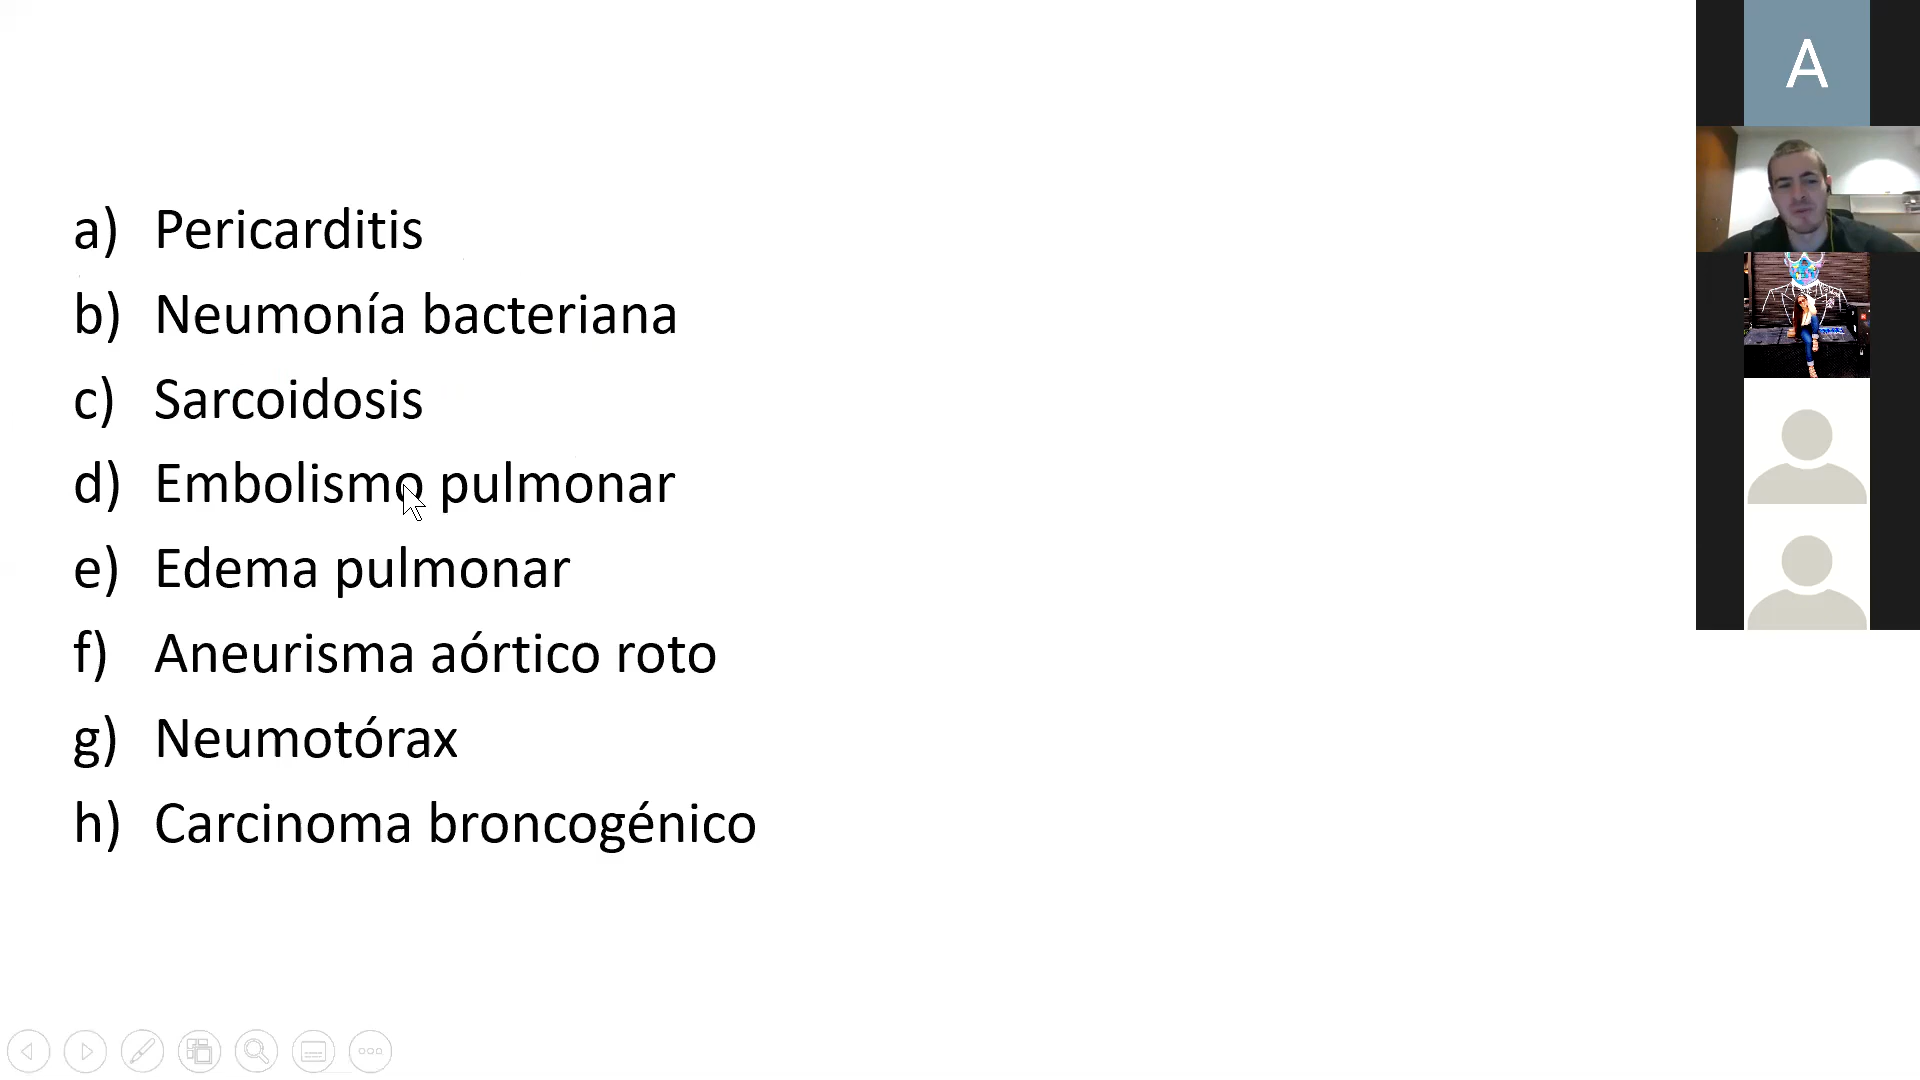 A
a) Pericarditis
b) Neumonía bacteriana
c) Sarcoidosis
d) Embolismo pulmonar
e) Edema pulmonar
f) Aneurisma aórtico roto
g) Neumotórax
h) Carcinoma broncogénico